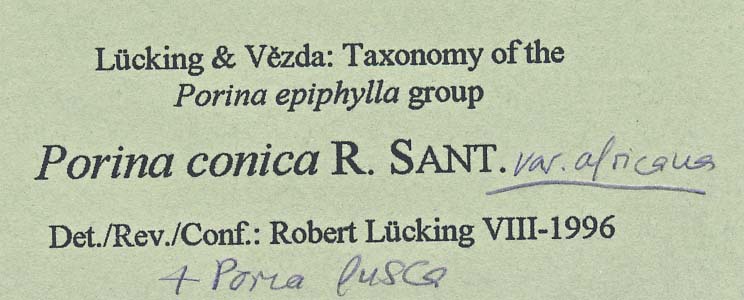 Lücking & Vězda: Taxonomy of the
Porina epiphylla group
Porina conica R. SANT. var. africana
Det./Rev./Conf.: Robert Lücking VIII-1996
+ Porina fusca